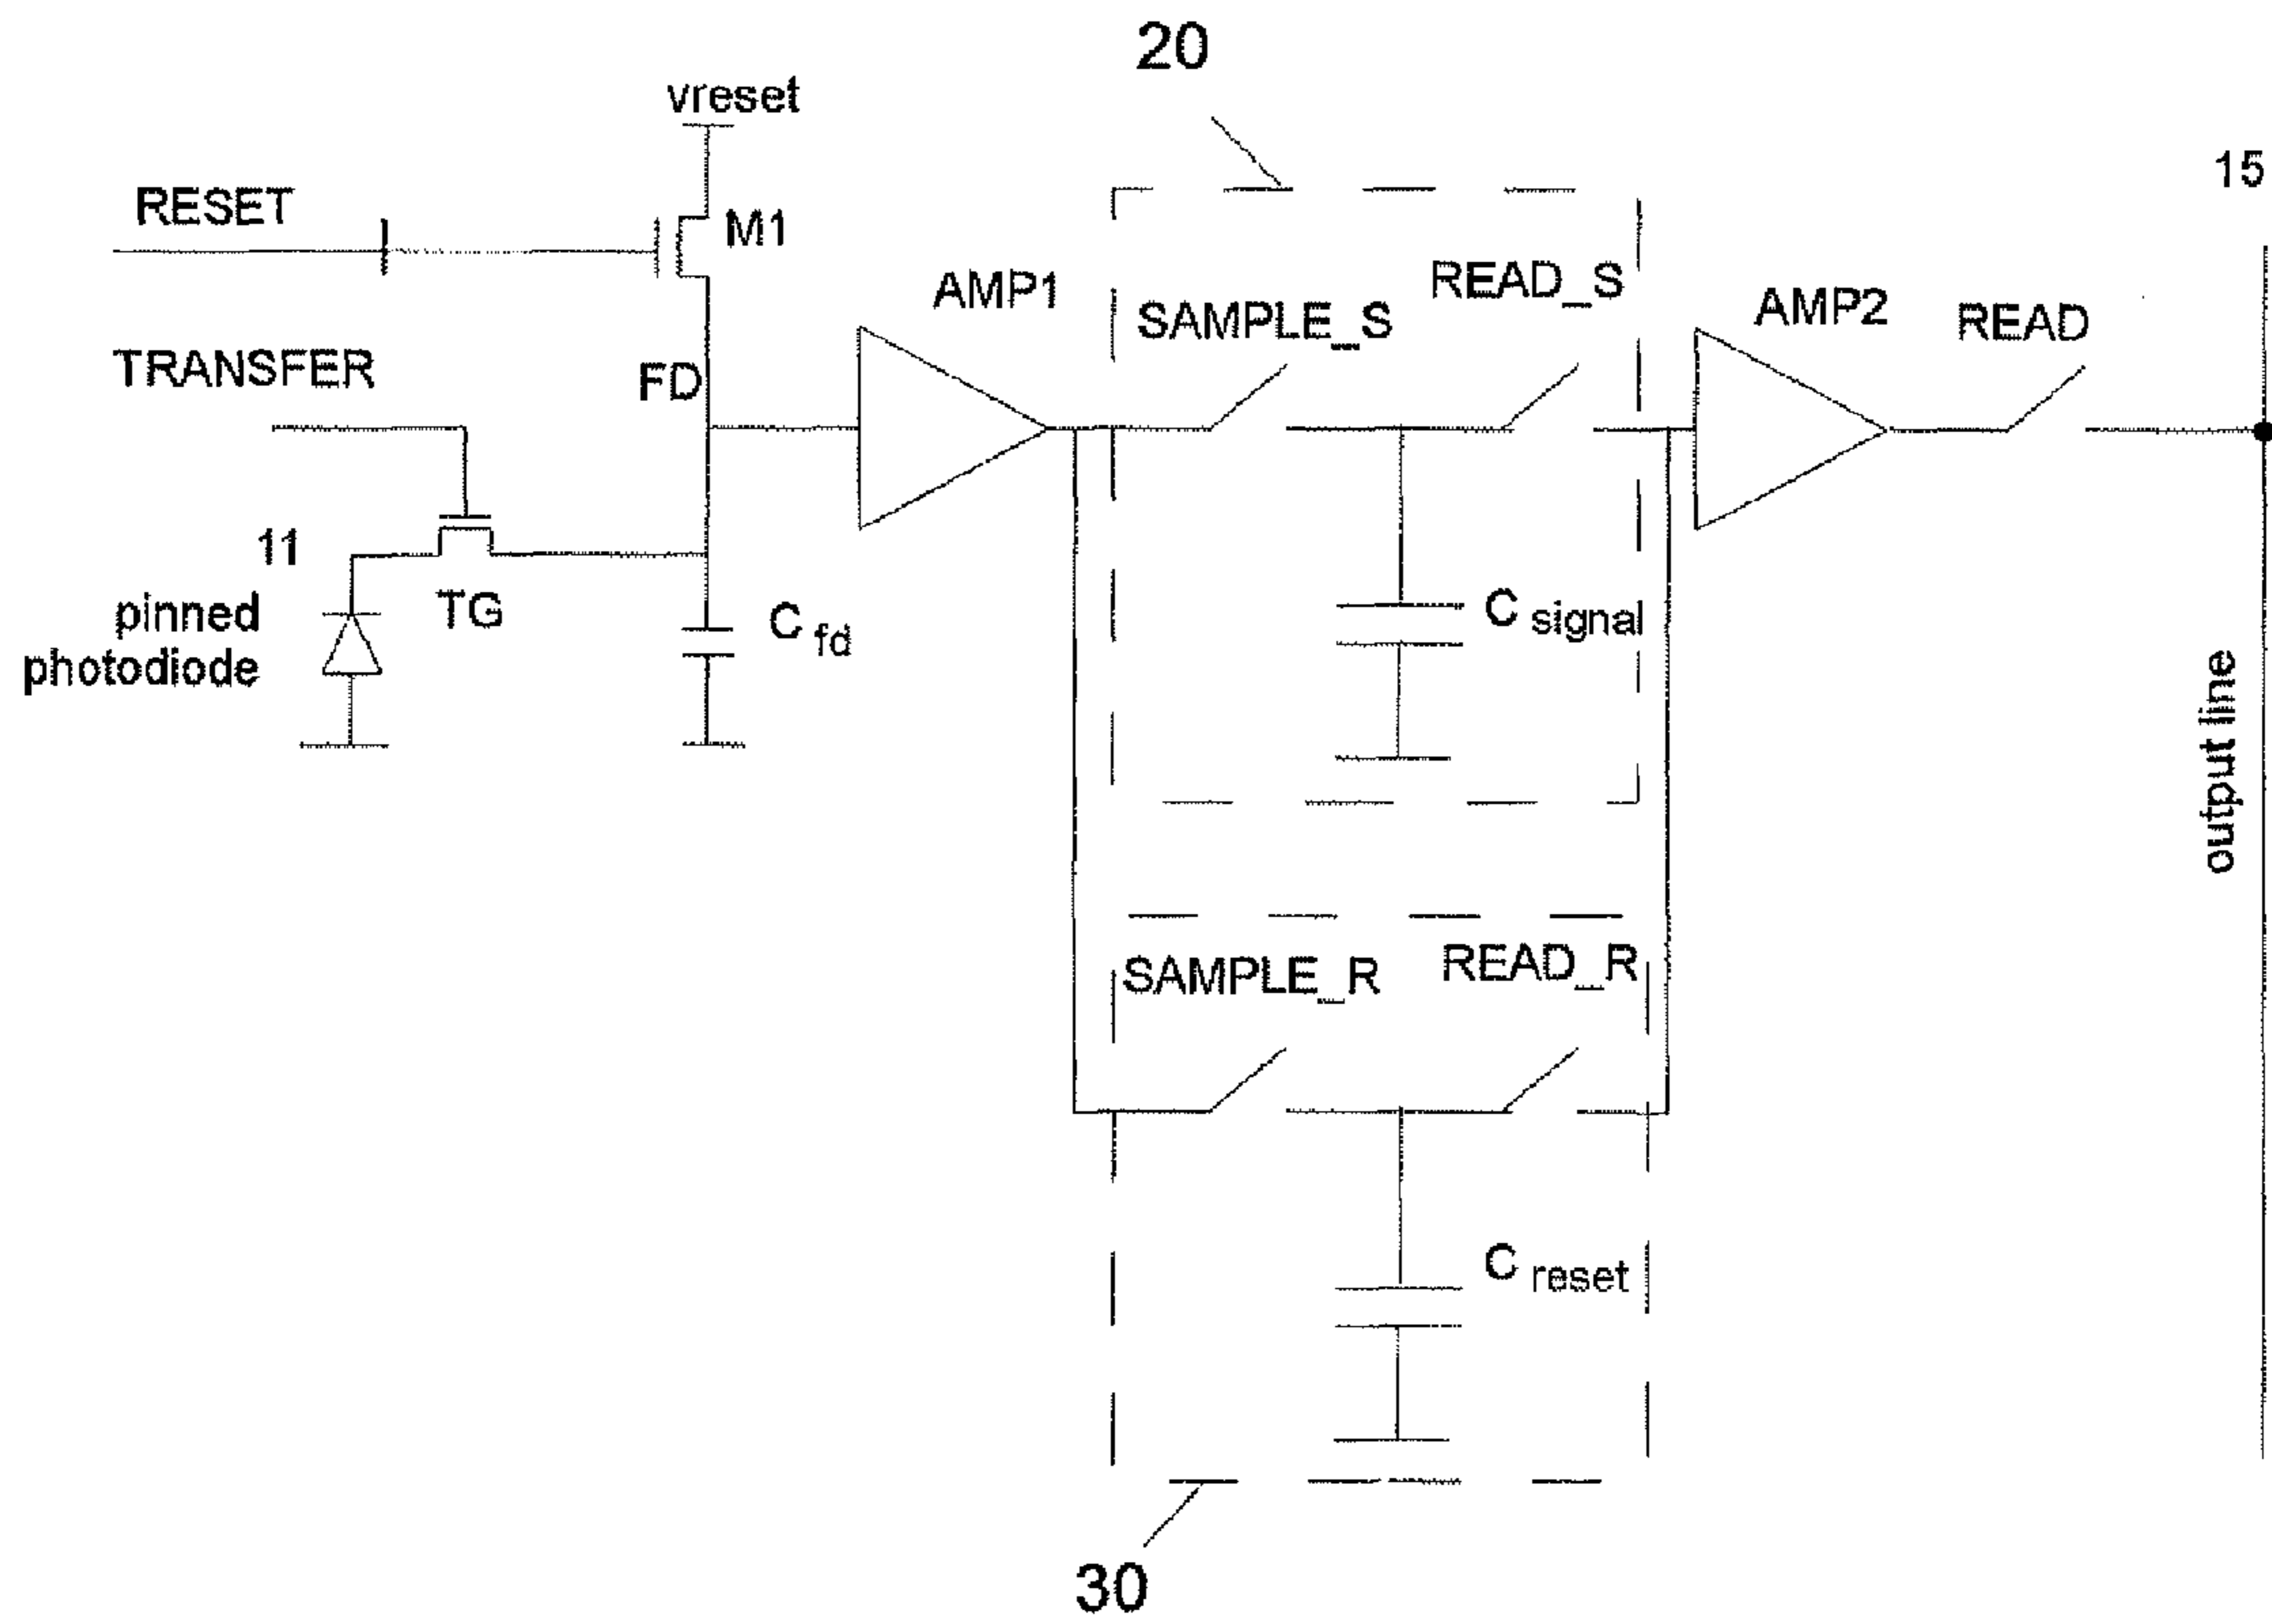 20
vreset
15
RESET
M1
AMP1
SAMPLE_S
READ_S
AMP2
READ
TRANSFER
FD
11
pinned
photodiode
TG
C fd
C signal
output line
SAMPLE_R
READ_R
C reset
30